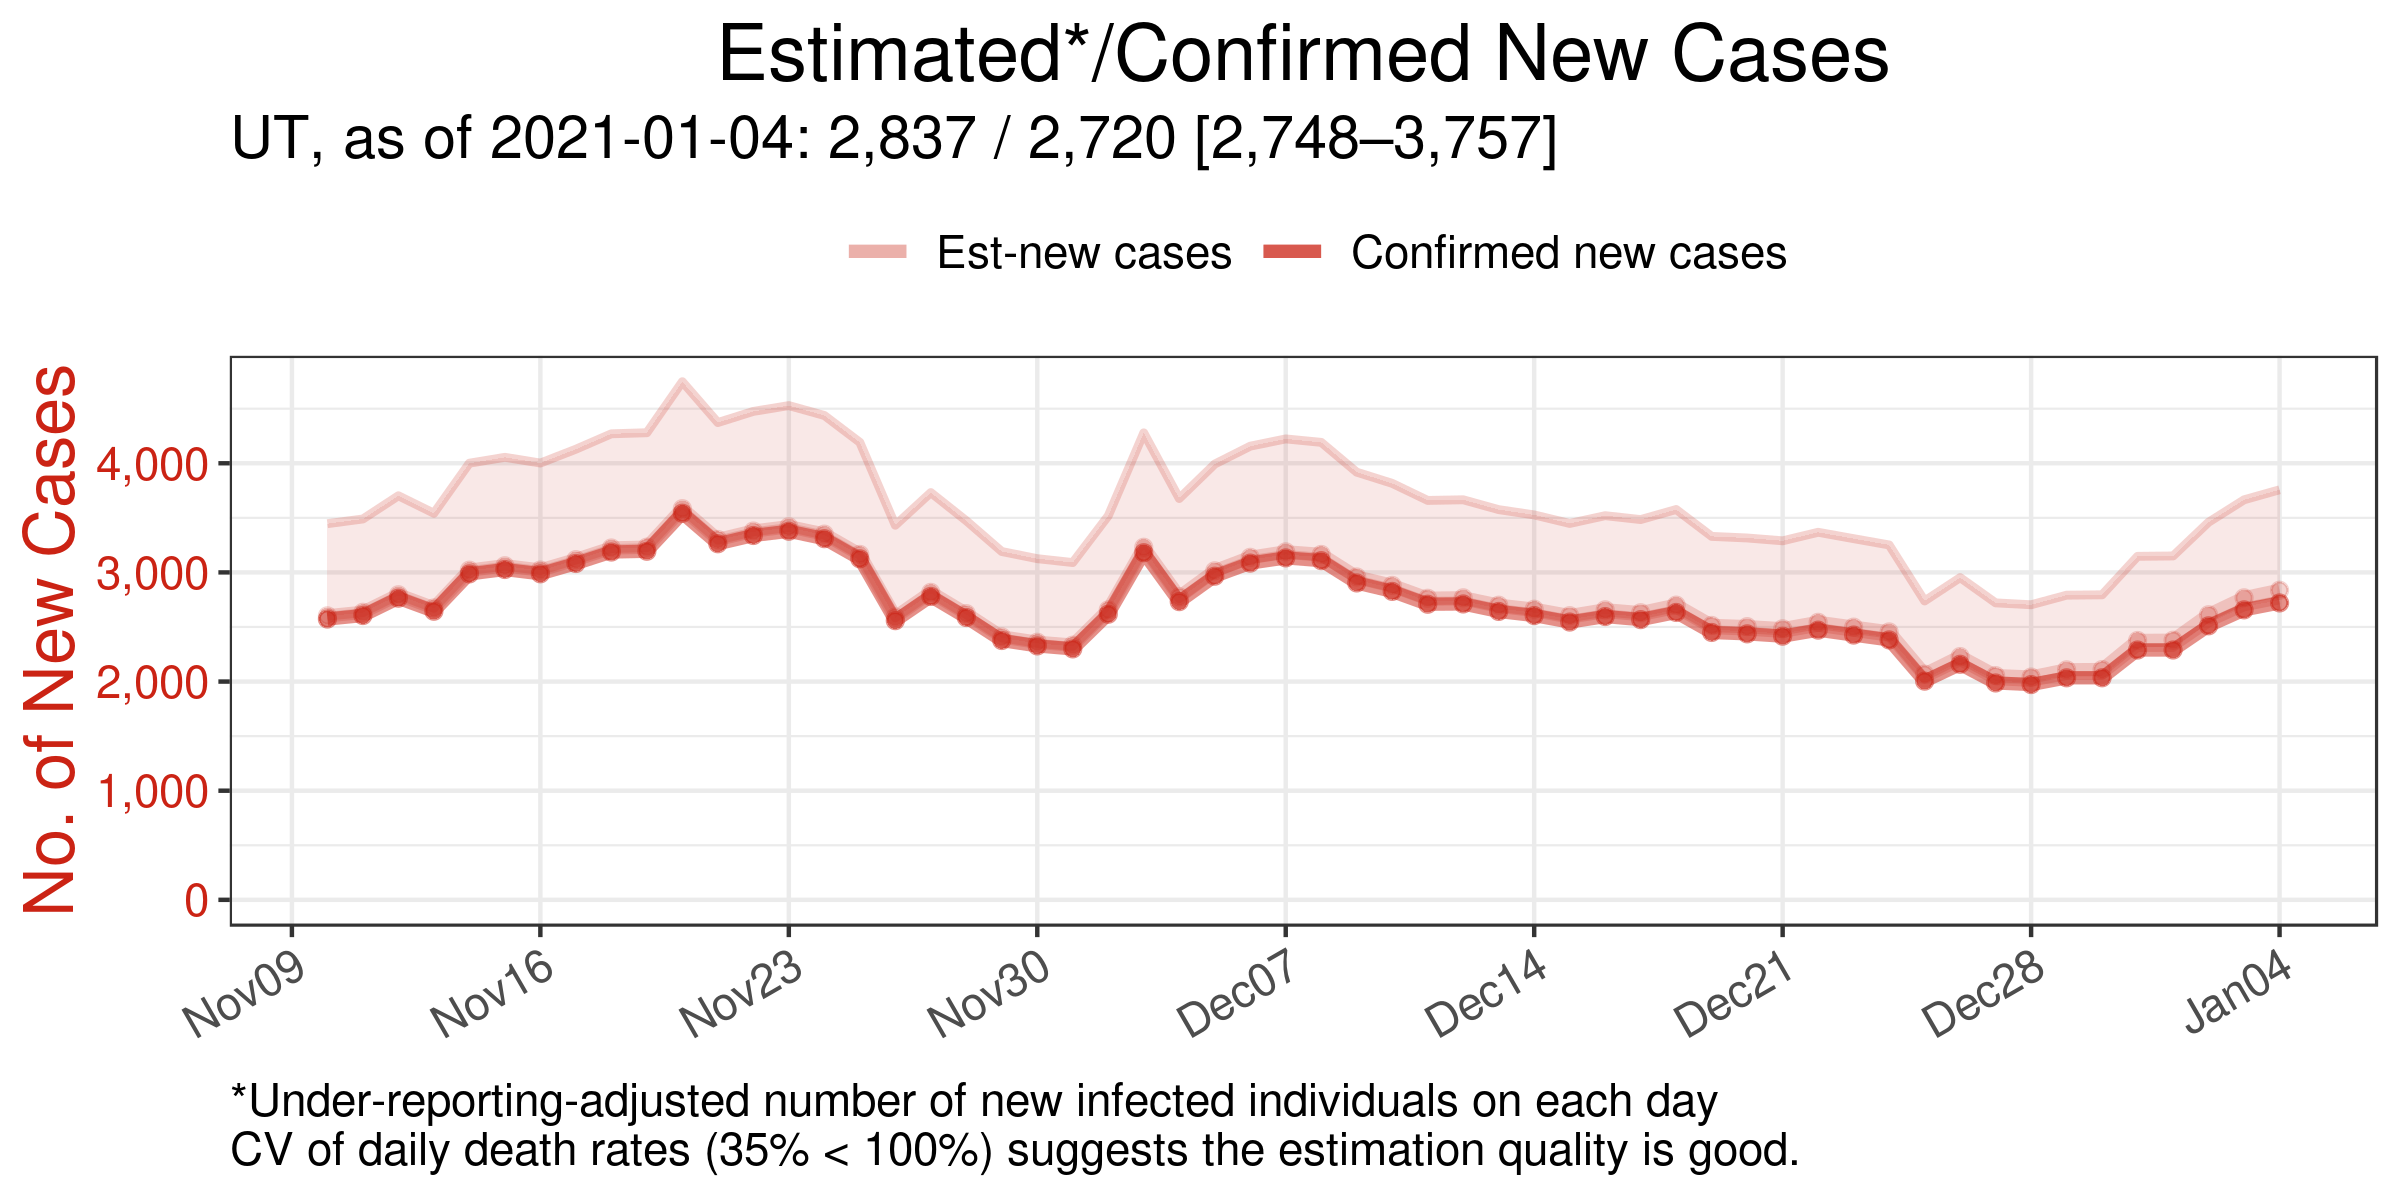 Estimated*/Confirmed New Cases
UT, as of 2021-01-04: 2,837 / 2,720 [2,748–3,757]
Est-new cases Confirmed new cases
No. of New Cases
4,000
3,000
2,000
1,000
0
Nov09 Nov16 Nov23 Nov30 Dec07 Dec14 Dec21 Dec28 Jan04
*Under-reporting-adjusted number of new infected individuals on each day
CV of daily death rates (35% < 100%) suggests the estimation quality is good.